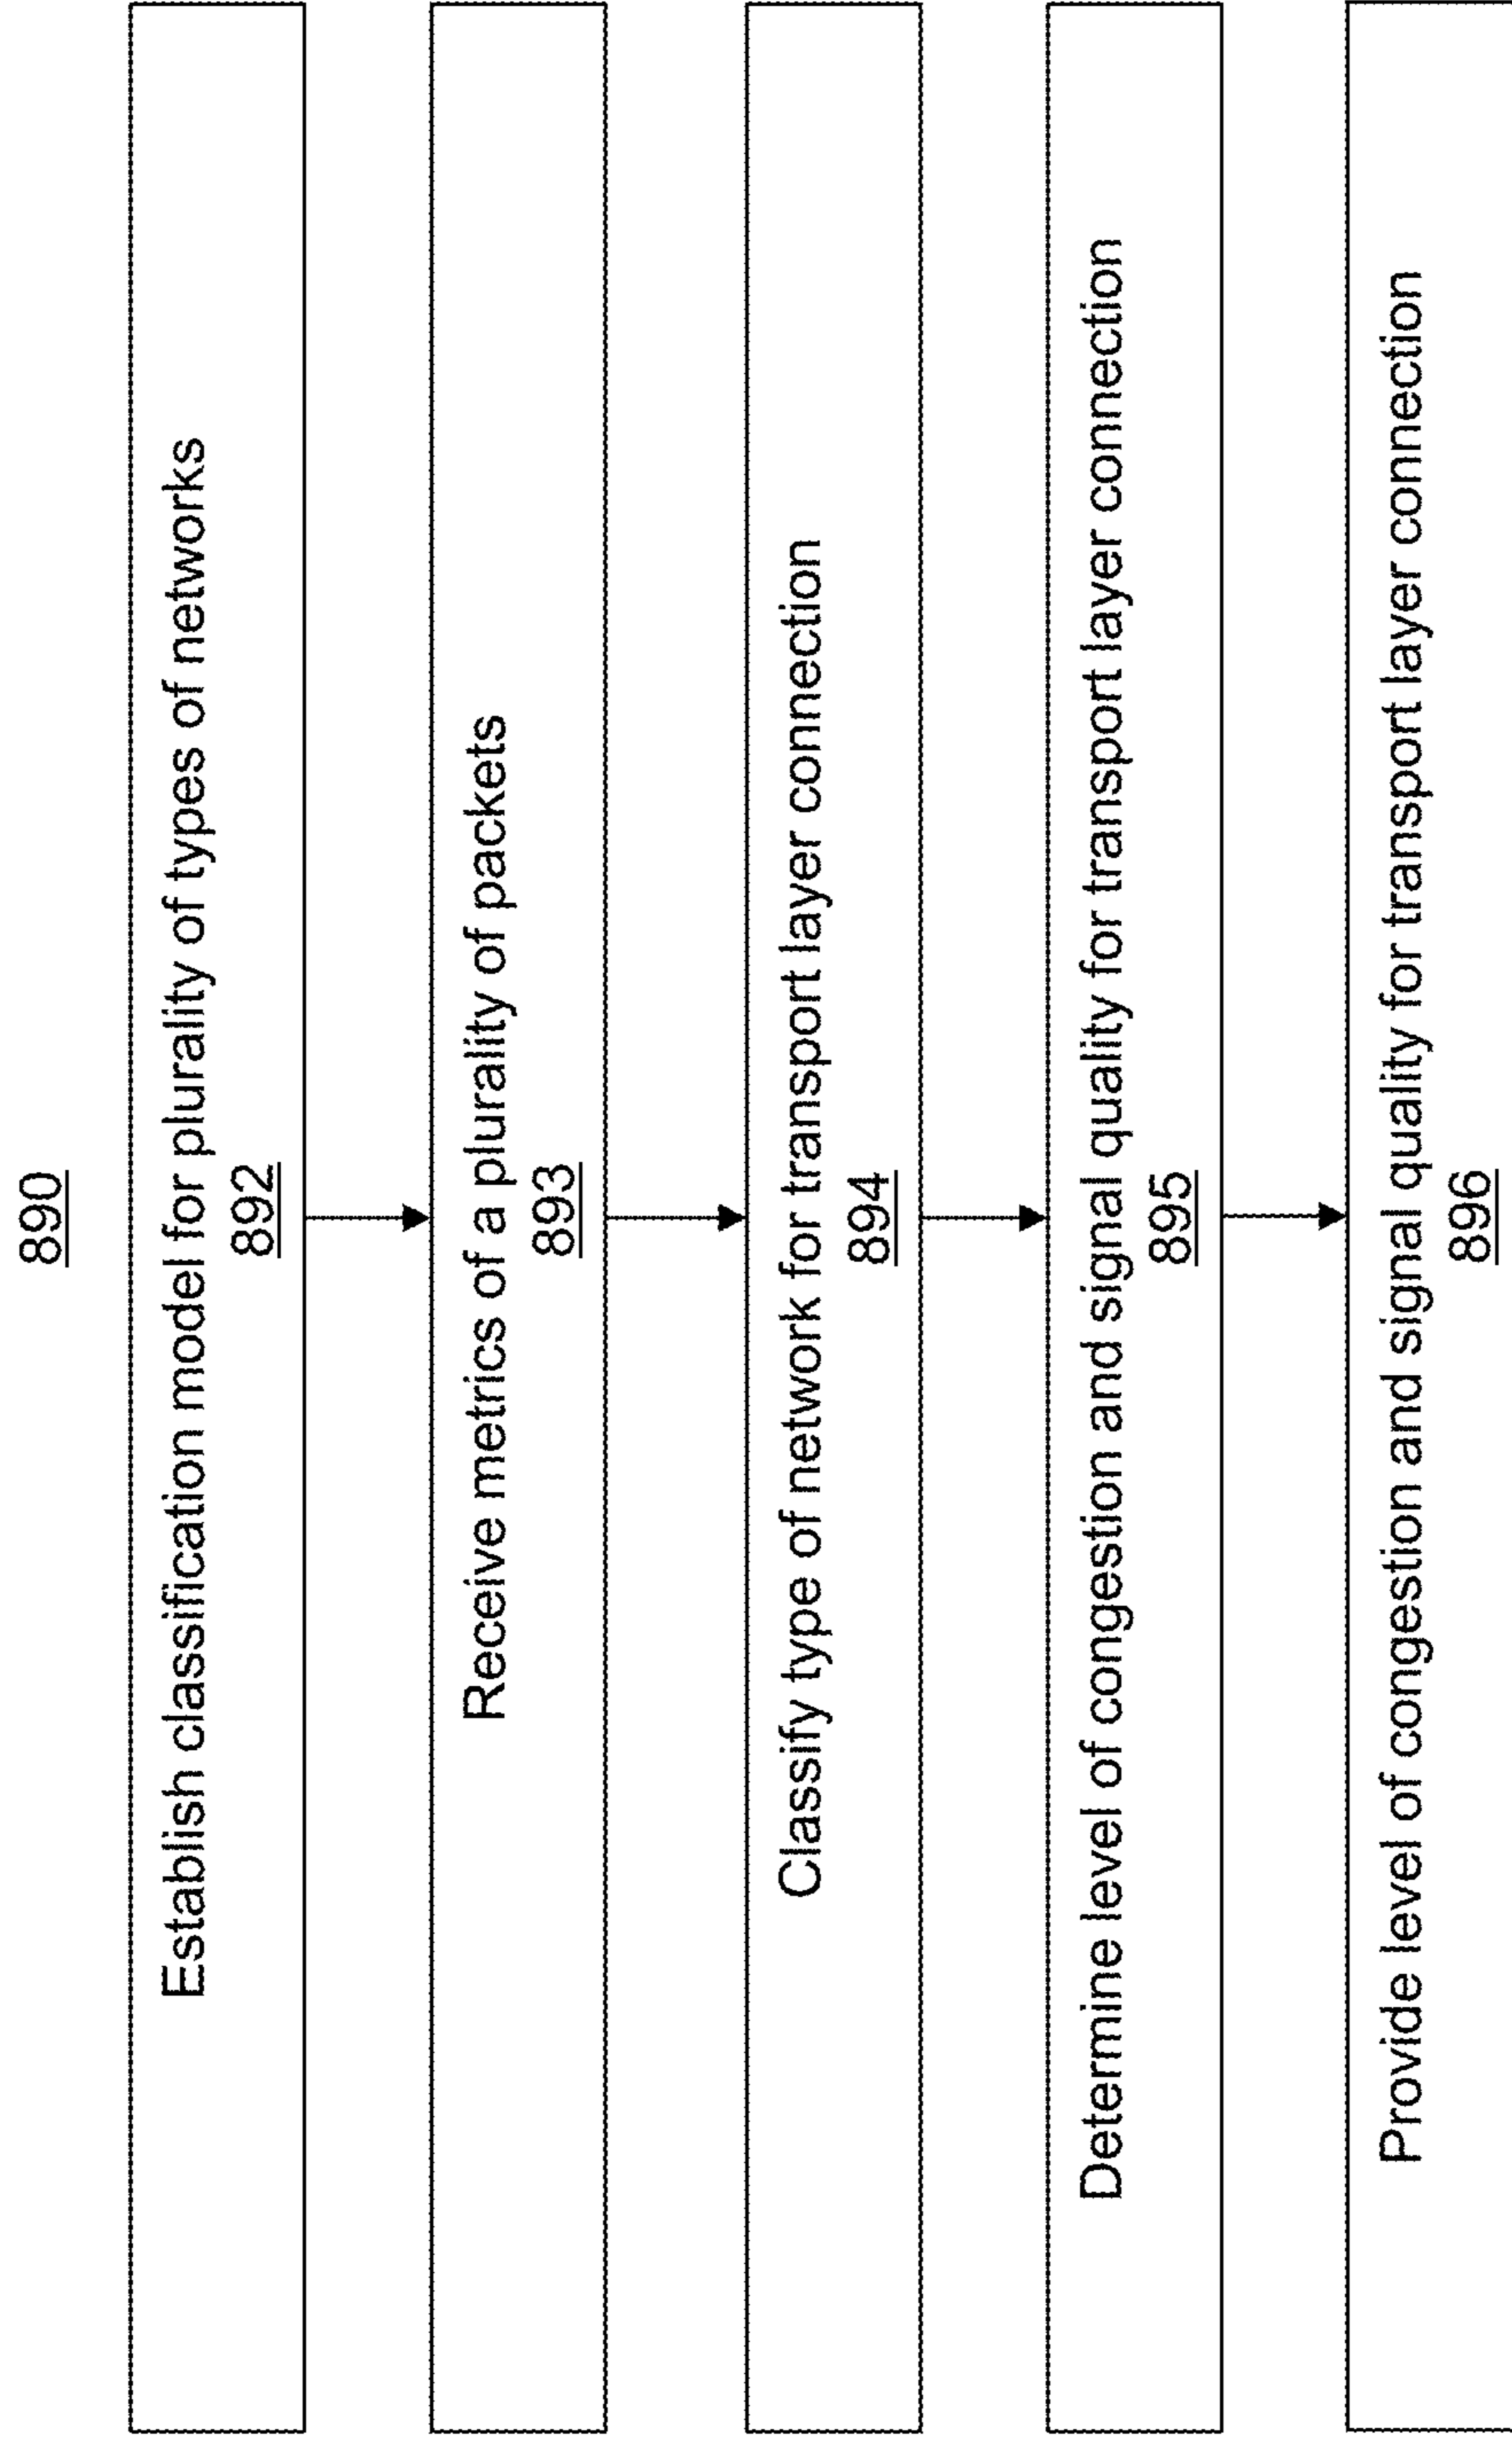 890
Establish classification model for plurality of types of networks
892
Receive metrics of a plurality of packets
893
Classify type of network for transport layer connection
894
Determine level of congestion and signal quality for transport layer connection
895
Provide level of congestion and signal quality for transport layer connection
896